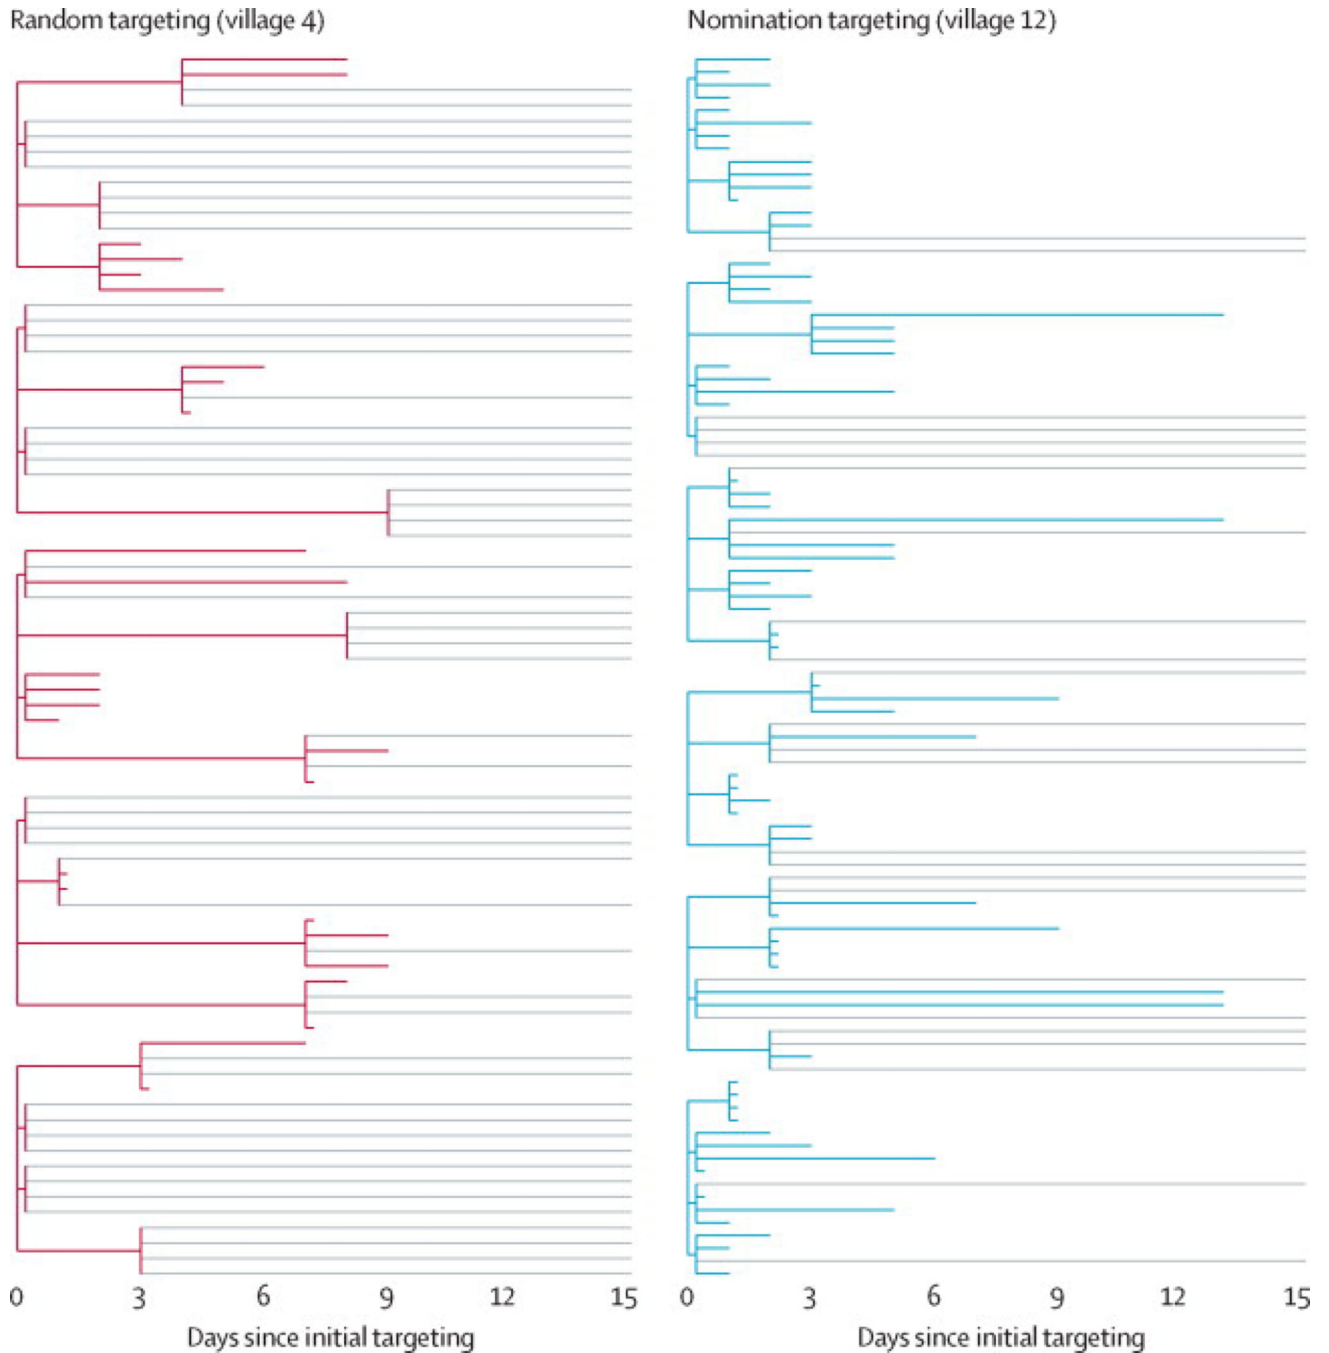 Random targeting (village 4)
Nomination targeting (village 12)
0 3 6 9 12 15
0 3 6 9 12 15
Days since initial targeting
Days since initial targeting